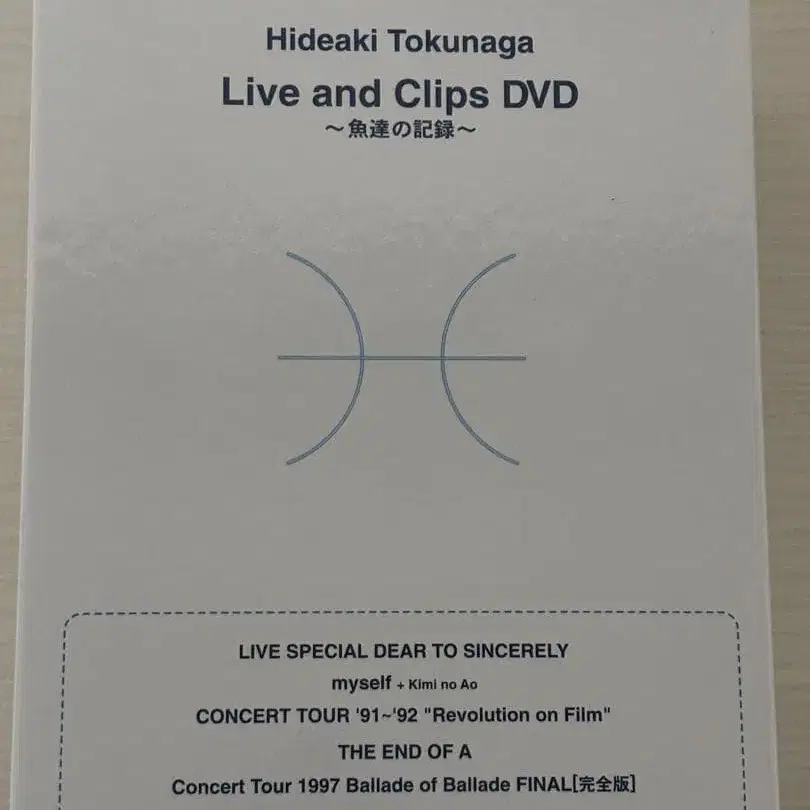 Hideaki Tokunaga
Live and Clips DVD
～魚達の記録～
LIVE SPECIAL DEAR TO SINCERELY
myself + Kimi no Ao
CONCERT TOUR '91~'92 "Revolution on Film"
THE END OF A
Concert Tour 1997 Ballade of Ballade FINAL[完全版]